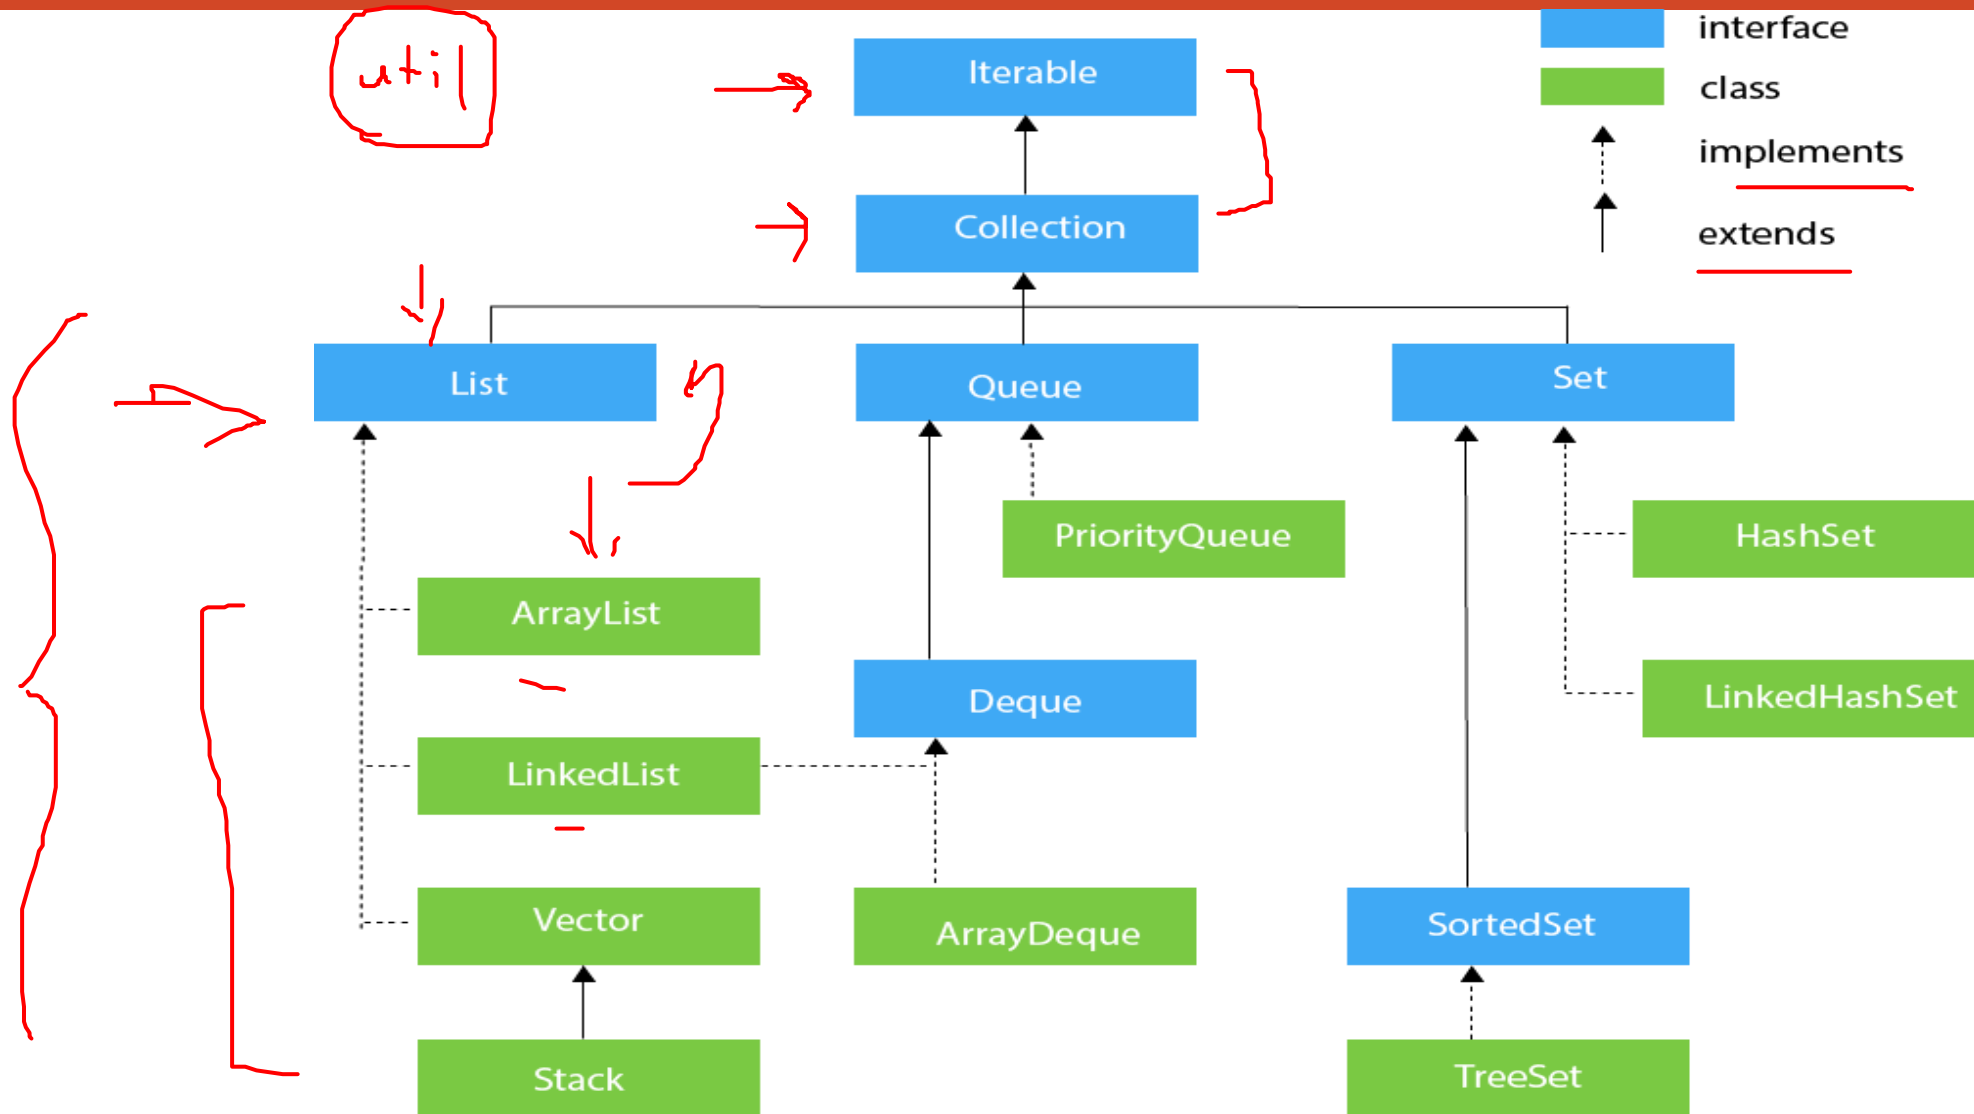 util
Iterable
interface
class
implements
extends
Collection
List
Queue
Set
PriorityQueue
HashSet
ArrayList
Deque
LinkedHashSet
LinkedList
Vector
ArrayDeque
SortedSet
Stack
TreeSet